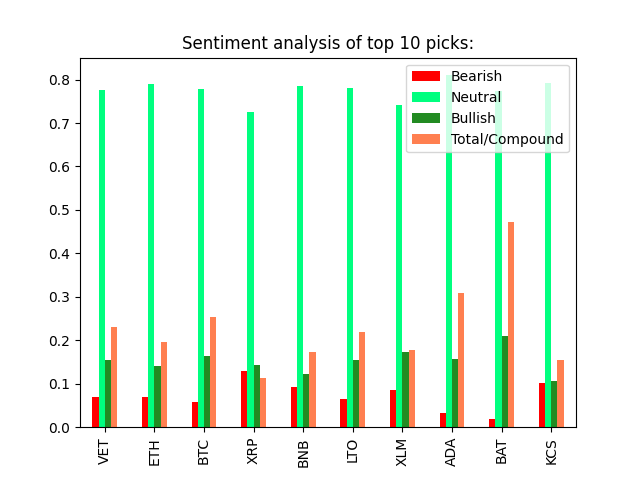 Sentiment analysis of top 10 picks:
Bearish
Neutral
Bullish
Total/Compound
0.8
0.7
0.6
0.5
0.4
0.3
0.2
0.1
0.0
VET ETH BTC XRP BNB LTO XLM ADA BAT KCS